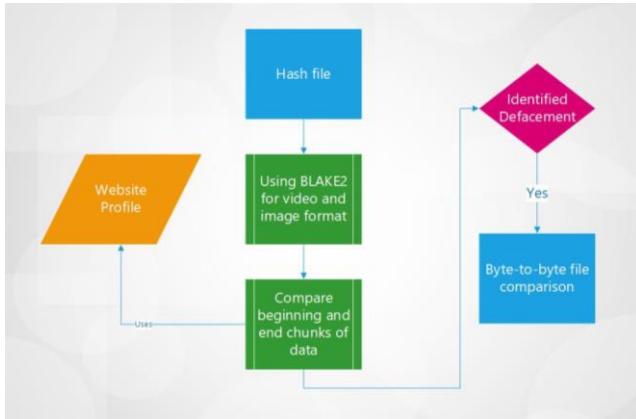 Hash file
Using BLAKE2
for video and
image format
Website
Profile
Compare
beginning and
end chunks of
data
Uses
Identified
Defacement
Yes
Byte-to-byte file
comparison